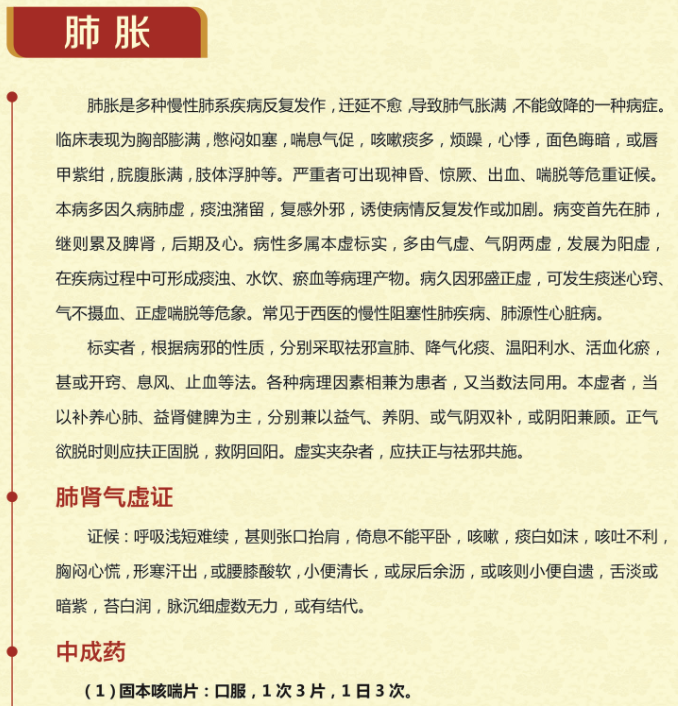 肺胀
肺胀是多种慢性肺系疾病反复发作，迁延不愈，导致肺气胀满，不能敛降的一种病症。
临床表现为胸部膨满，憋闷如塞，喘息气促，咳嗽痰多，烦躁，心悸，面色晦暗，或唇
甲紫绀，脘腹胀满，肢体浮肿等。严重者可出现神昏、惊厥、出血、喘脱等危重证候。
本病多因久病肺虚，痰浊潴留，复感外邪，诱使病情反复发作或加剧。病变首先在肺，
继则累及脾肾，后期及心。病性多属本虚标实，多由气虚、气阴两虚，发展为阳虚，
在疾病过程中可形成痰浊、水饮、瘀血等病理产物。病久因邪盛正虚，可发生痰迷心窍、
气不摄血、正虚喘脱等危象。常见于西医的慢性阻塞性肺疾病、肺源性心脏病。
标实者，根据病邪的性质，分别采取祛邪宣肺、降气化痰、温阳利水、活血化瘀，
甚或开窍、息风、止血等法。各种病理因素相兼为患者，又当数法同用。本虚者，当
以补养心肺、益肾健脾为主，分别兼以益气、养阴、或气阴双补，或阴阳兼顾。正气
欲脱时则应扶正固脱，救阴回阳。虚实夹杂者，应扶正与祛邪共施。
肺肾气虚证
证候：呼吸浅短难续，甚则张口抬肩，倚息不能平卧，咳嗽，痰白如沫，咳吐不利，
胸闷心慌，形寒汗出，或腰膝酸软，小便清长，或尿后余沥，或咳则小便自遗，舌淡或
暗紫，苔白润，脉沉细虚数无力，或有结代。
中成药
（1）固本咳喘片：口服，1次3片，1日3次。